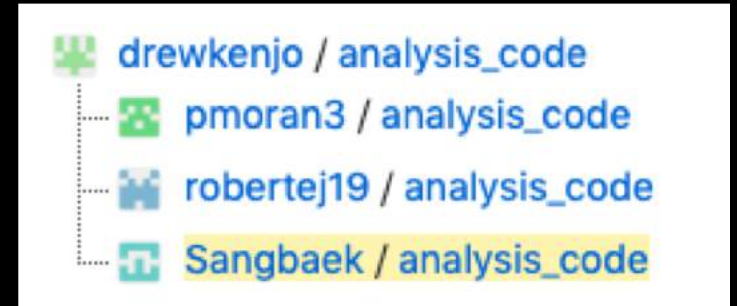 drewkenjo / analysis_code
pmoran3 / analysis_code
robertej19 / analysis_code
Sangbaek / analysis_code